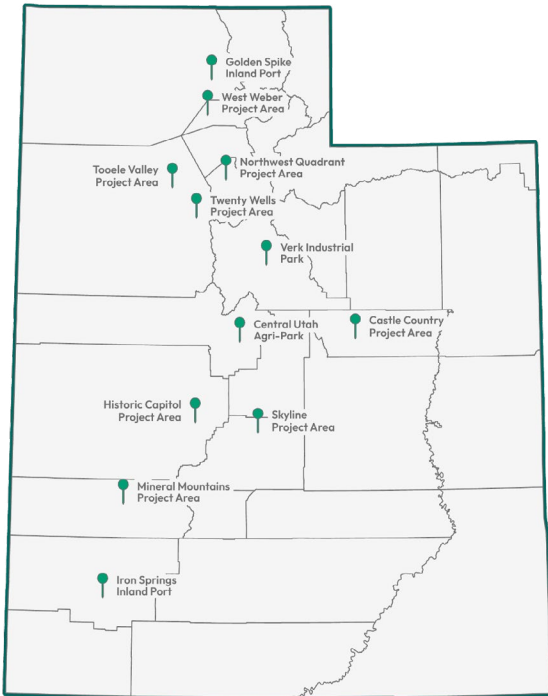 Golden Spike
Inland Port
West Weber
Project Area
Northwest Quadrant
Project Area
Tooele Valley
Project Area
Twenty Wells
Project Area
Verk Industrial
Park
Central Utah
Agri-Park
Castle Country
Project Area
Historic Capitol
Project Area
Skyline
Project Area
Mineral Mountains
Project Area
Iron Springs
Inland Port